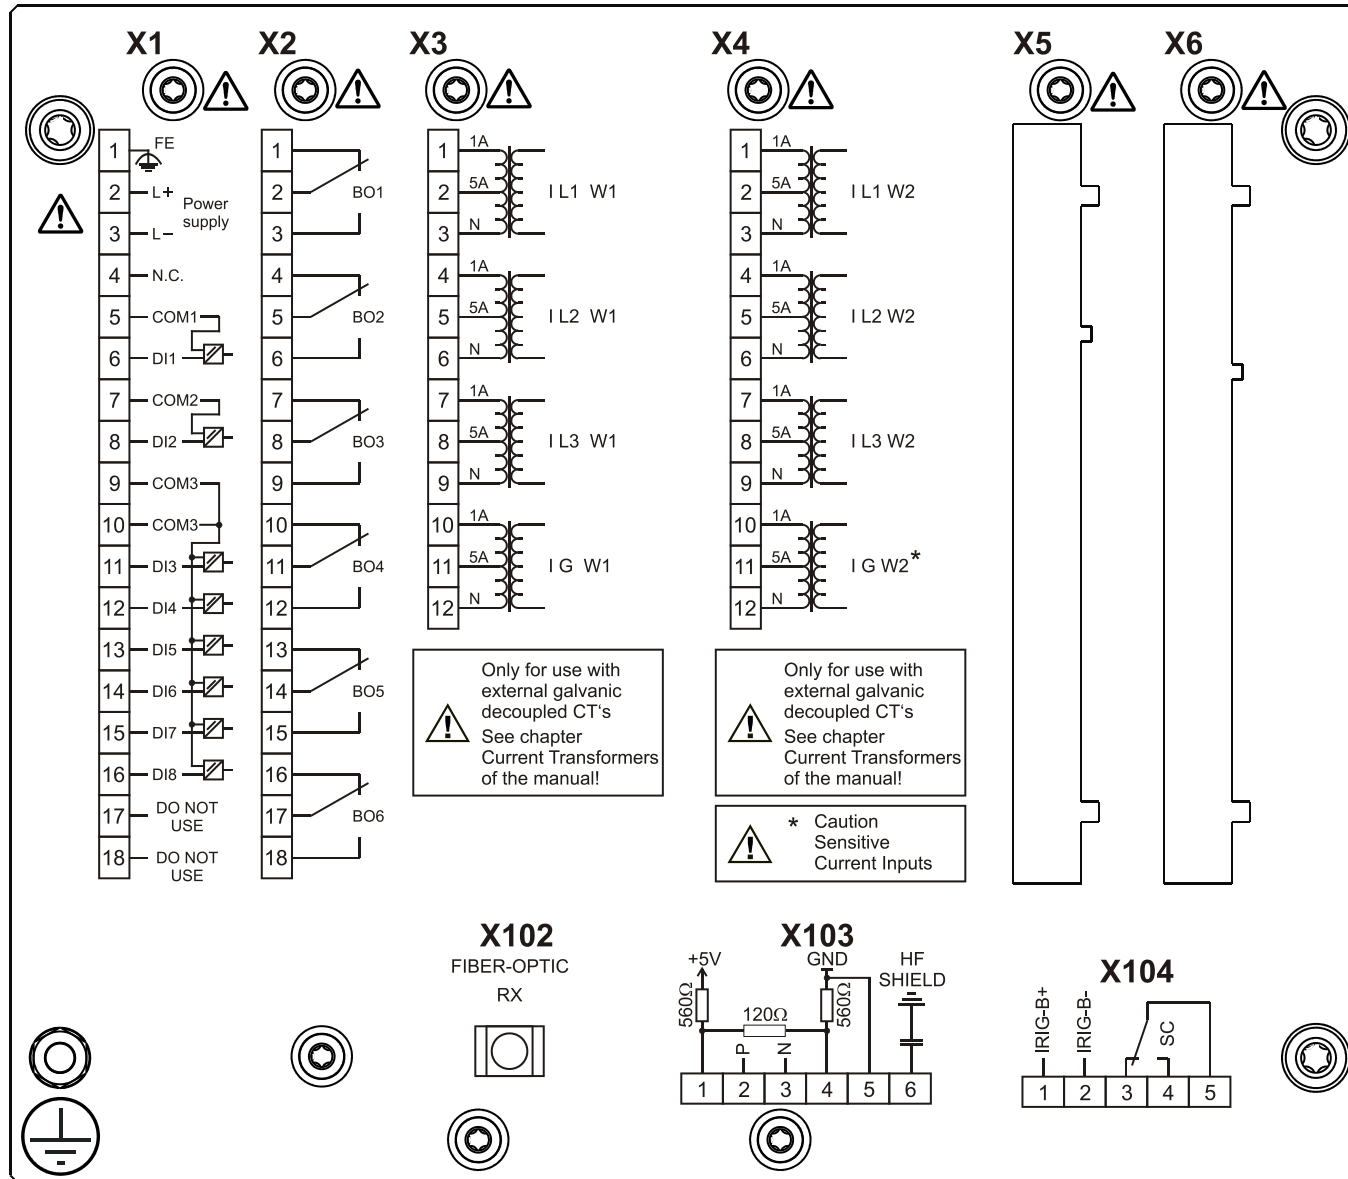 X1
X2
X3
X4
X5
X6
1 FE
2 L+
Power
supply
3 L-
4 N.C.
5 COM1
6 DI1
7 COM2
8 DI2
9 COM3
10 COM3
11 DI3
12 DI4
13 DI5
14 DI6
15 DI7
16 DI8
17 DO NOT
USE
18 DO NOT
USE
1
2 BO1
3
4
5 BO2
6
7
8 BO3
9
10
11 BO4
12
13
14 BO5
15
16
17 BO6
18
1 1A
2 5A I L1 W1
3 N
4 1A
5 5A I L2 W1
6 N
7 1A
8 5A I L3 W1
9 N
10 1A
11 5A I G W1
12 N
Only for use with
external galvanic
decoupled CT's
See chapter
Current Transformers
of the manual!
1 1A
2 5A I L1 W2
3 N
4 1A
5 5A I L2 W2
6 N
7 1A
8 5A I L3 W2
9 N
10 1A
11 5A I G W2*
12 N
Only for use with
external galvanic
decoupled CT's
See chapter
Current Transformers
of the manual!
* Caution
Sensitive
Current Inputs
X102
FIBER-OPTIC
RX
X103
+5V
GND
HF
SHIELD
560Ω
120Ω
560Ω
P
N
1 2 3 4 5 6
X104
IRIG-B+
IRIG-B-
SC
1 2 3 4 5